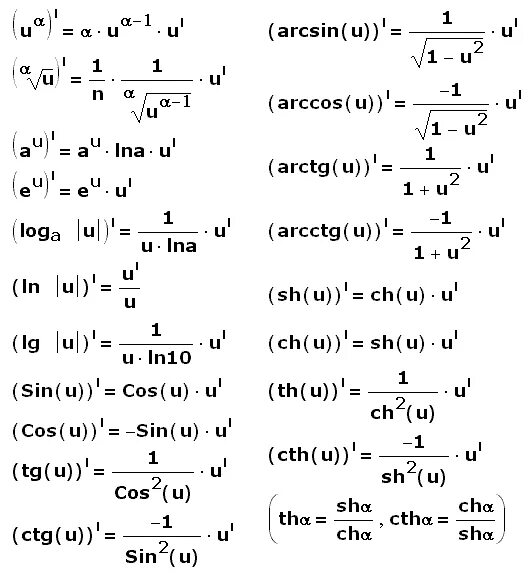 (u^α)' = α · u^(α−1) · u'
(ᵅ√u)' = 1/n · 1/ᵅ√(u^(α−1)) · u'
(a^u)' = a^u · lna · u'
(e^u)' = e^u · u'
(logₐ |u|)' = 1/(u · lna) · u'
(ln |u|)' = u'/u
(lg |u|)' = 1/(u · ln10) · u'
(Sin(u))' = Cos(u) · u'
(Cos(u))' = –Sin(u) · u'
(tg(u))' = 1/Cos²(u) · u'
(ctg(u))' = −1/Sin²(u) · u'
(arcsin(u))' = 1/√(1 − u²) · u'
(arccos(u))' = −1/√(1 − u²) · u'
(arctg(u))' = 1/(1 + u²) · u'
(arcctg(u))' = −1/(1 + u²) · u'
(sh(u))' = ch(u) · u'
(ch(u))' = sh(u) · u'
(th(u))' = 1/ch²(u) · u'
(cth(u))' = −1/sh²(u) · u'
(thα = shα/chα , cthα = chα/shα)